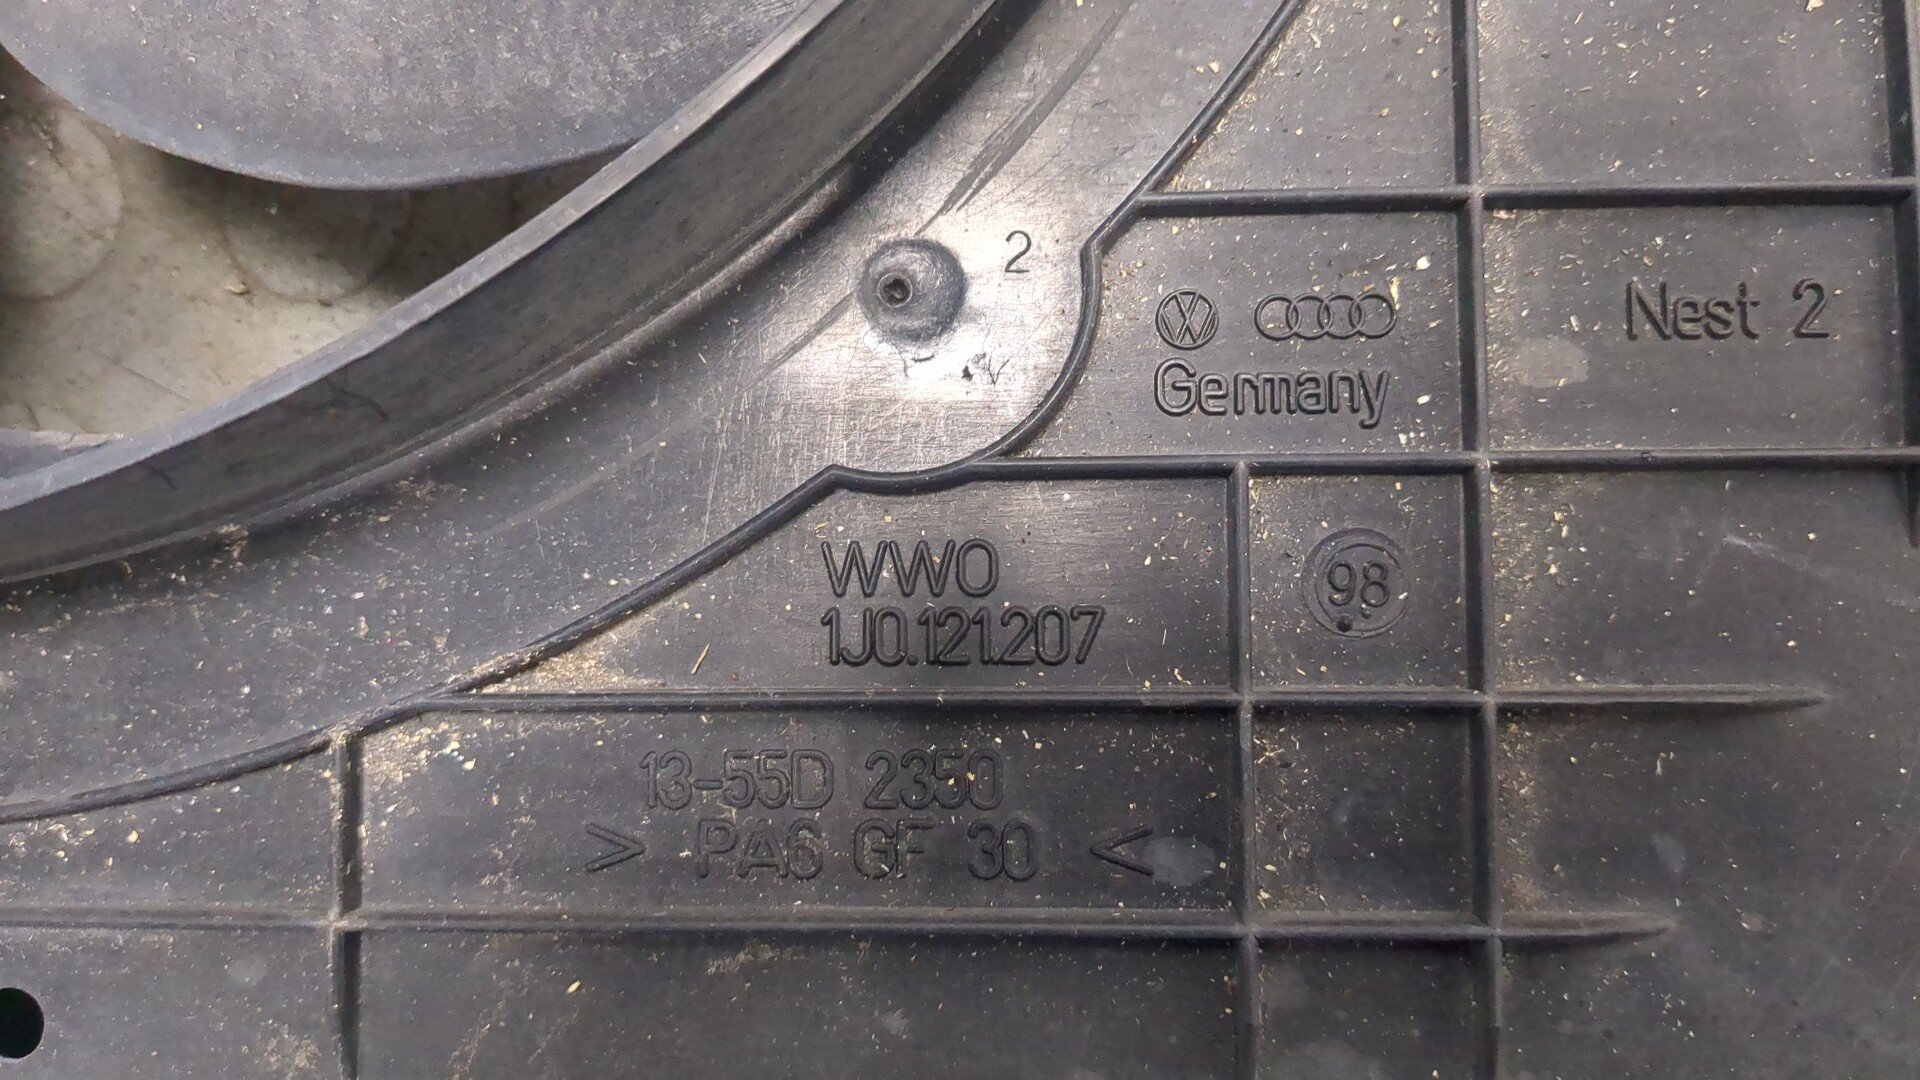 2
Nest 2
Germany
WWO
1J0.121.207
98
13-55D 2350
> PA6 GF 30 <